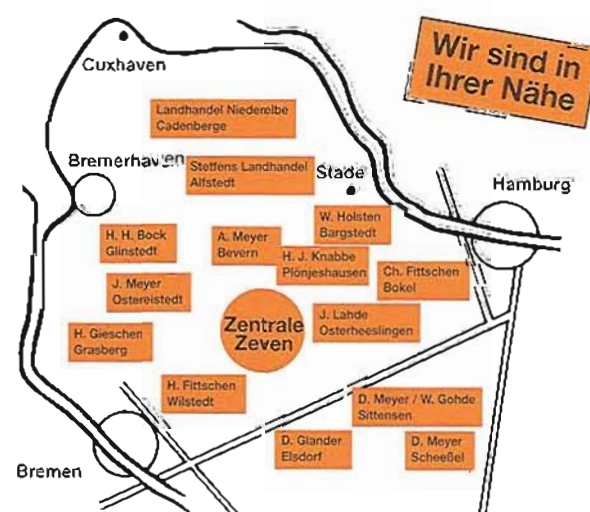 Wir sind in
Ihrer Nähe
Cuxhaven
Landhandel Niederelbe
Cadenberge
Bremerhaven
Steffens Landhandel
Alfstedt
Stade
Hamburg
W. Holsten
Bargstedt
H. H. Bock
Glinstedt
A. Meyer
Bevern
H. J. Knabbe
Plönjeshausen
Ch. Fittschen
Bokel
J. Meyer
Ostereistedt
J. Lahde
Osterheeslingen
Zentrale
Zeven
H. Gieschen
Grasberg
H. Fittschen
Wilstedt
D. Meyer / W. Gohde
Sittensen
D. Glander
Elsdorf
D. Meyer
Scheeßel
Bremen